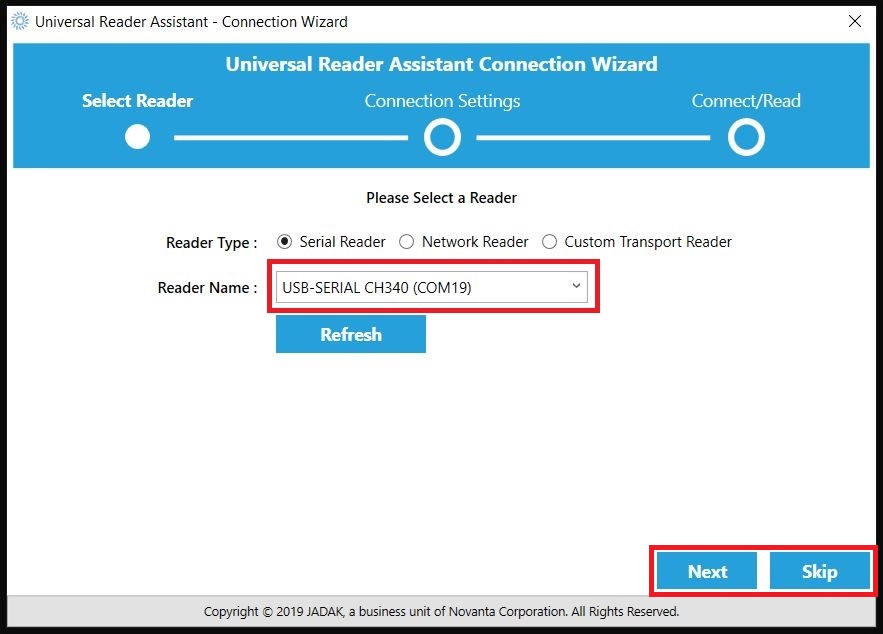 Universal Reader Assistant - Connection Wizard
Universal Reader Assistant Connection Wizard
Select Reader Connection Settings Connect/Read
Please Select a Reader
Reader Type : Serial Reader Network Reader Custom Transport Reader
Reader Name : USB-SERIAL CH340 (COM19)
Refresh
Next Skip
Copyright © 2019 JADAK, a business unit of Novanta Corporation. All Rights Reserved.